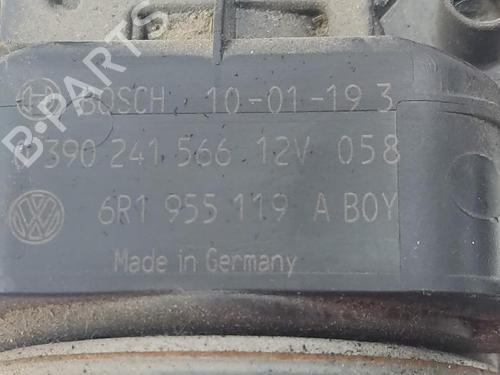 B-PARTS
BOSCH 10-01-19 3
390 241 566 12V 058
6R1 955 119 A BOY
Made in Germany